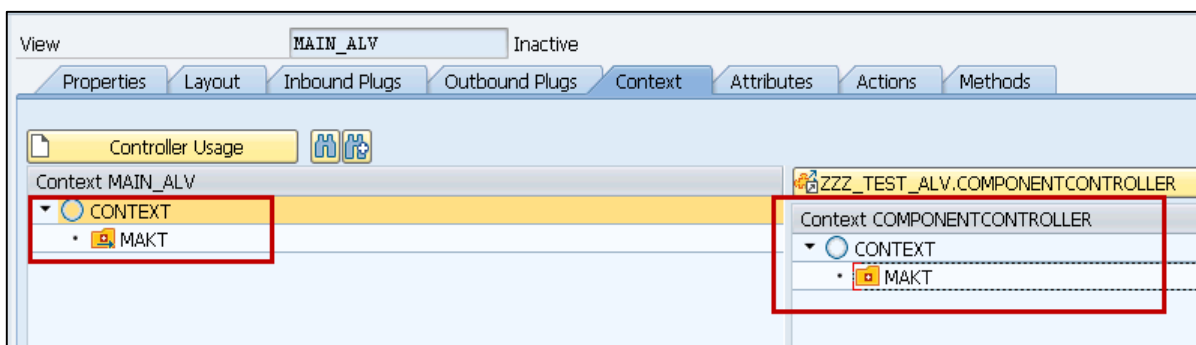 View MAIN_ALV Inactive
Properties Layout Inbound Plugs Outbound Plugs Context Attributes Actions Methods
Controller Usage
Context MAIN_ALV
CONTEXT
MAKT
ZZZ_TEST_ALV.COMPONENTCONTROLLER
Context COMPONENTCONTROLLER
CONTEXT
MAKT